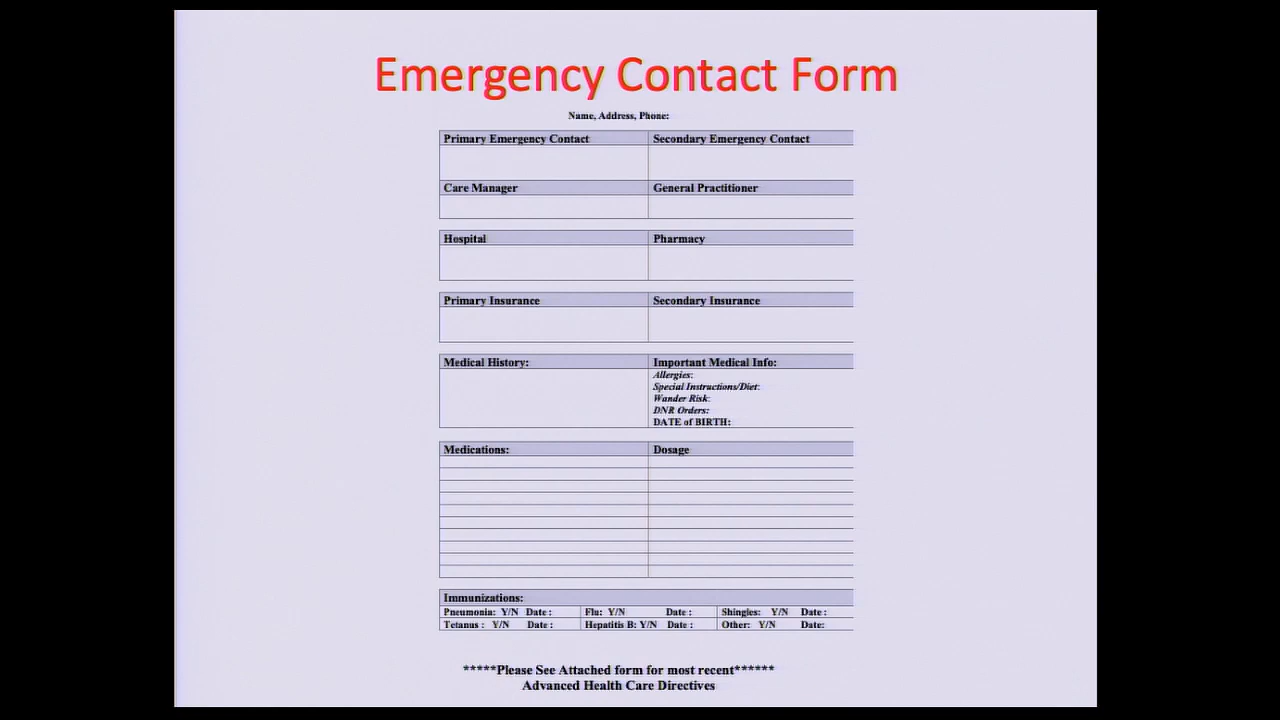 Emergency Contact Form
Name, Address, Phone:
Primary Emergency Contact Secondary Emergency Contact
Care Manager General Practitioner
Hospital Pharmacy
Primary Insurance Secondary Insurance
Medical History: Important Medical Info:
Allergies:
Special Instructions/Diet:
Wander Risk:
DNR Orders:
DATE of BIRTH:
Medications: Dosage
Immunizations:
Pneumonia: Y/N Date : Flu: Y/N Date : Shingles: Y/N Date :
Tetanus : Y/N Date : Hepatitis B: Y/N Date : Other: Y/N Date:
*****Please See Attached form for most recent******
Advanced Health Care Directives